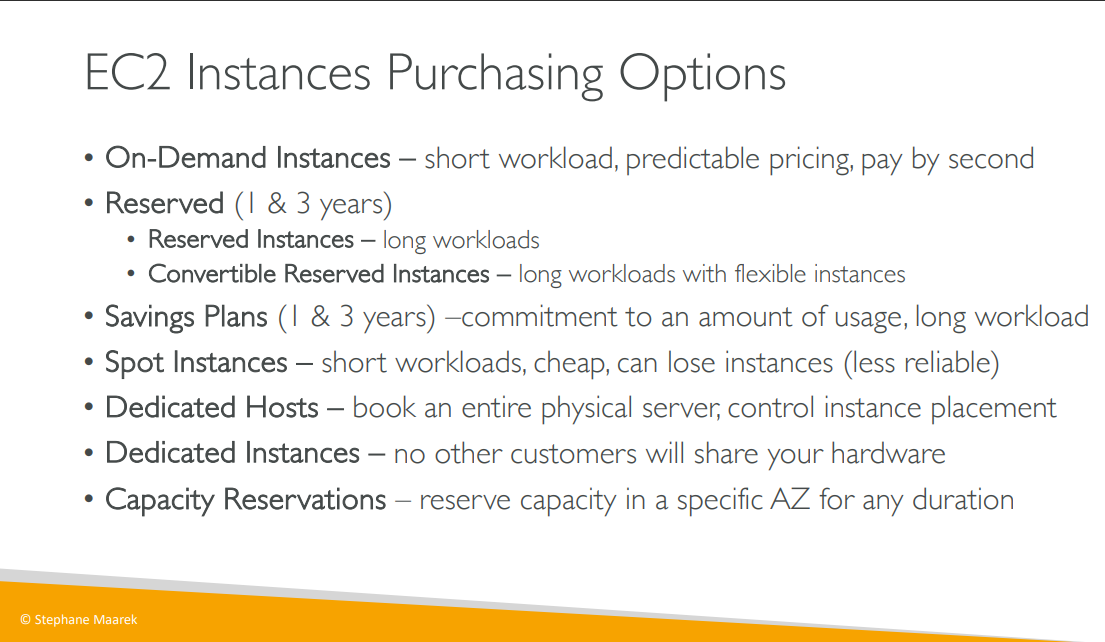 EC2 Instances Purchasing Options
• On-Demand Instances – short workload, predictable pricing, pay by second
• Reserved (1 & 3 years)
• Reserved Instances – long workloads
• Convertible Reserved Instances – long workloads with flexible instances
• Savings Plans (1 & 3 years) –commitment to an amount of usage, long workload
• Spot Instances – short workloads, cheap, can lose instances (less reliable)
• Dedicated Hosts – book an entire physical server, control instance placement
• Dedicated Instances – no other customers will share your hardware
• Capacity Reservations – reserve capacity in a specific AZ for any duration
© Stephane Maarek